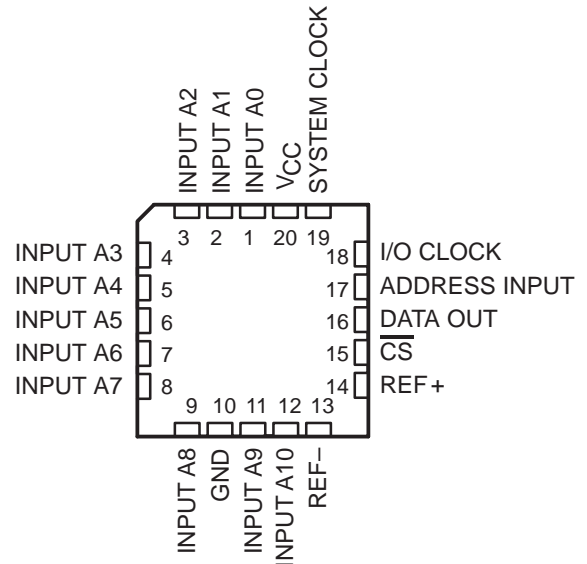 INPUT A2
INPUT A1
INPUT A0
VCC
SYSTEM CLOCK
3 2 1 20 19
INPUT A3 4
INPUT A4 5
INPUT A5 6
INPUT A6 7
INPUT A7 8
18 I/O CLOCK
17 ADDRESS INPUT
16 DATA OUT
15 C̅S̅
14 REF+
9 10 11 12 13
INPUT A8
GND
INPUT A9
INPUT A10
REF–